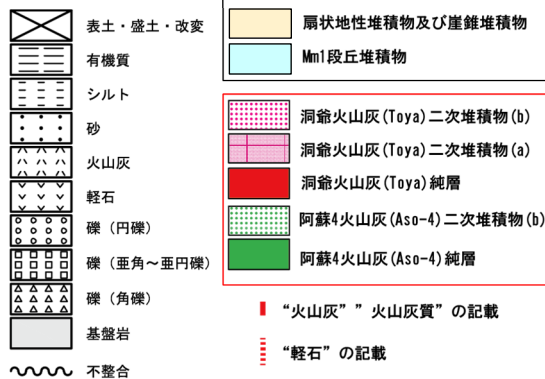 表土・盛土・改変
有機質
シルト
砂
火山灰
軽石
礫（円礫）
礫（亜角～亜円礫）
礫（角礫）
基盤岩
不整合
扇状地性堆積物及び崖錐堆積物
Mm1段丘堆積物
洞爺火山灰(Toya)二次堆積物(b)
洞爺火山灰(Toya)二次堆積物(a)
洞爺火山灰(Toya)純層
阿蘇4火山灰(Aso-4)二次堆積物(b)
阿蘇4火山灰(Aso-4)純層
“火山灰””火山灰質”の記載
“軽石”の記載